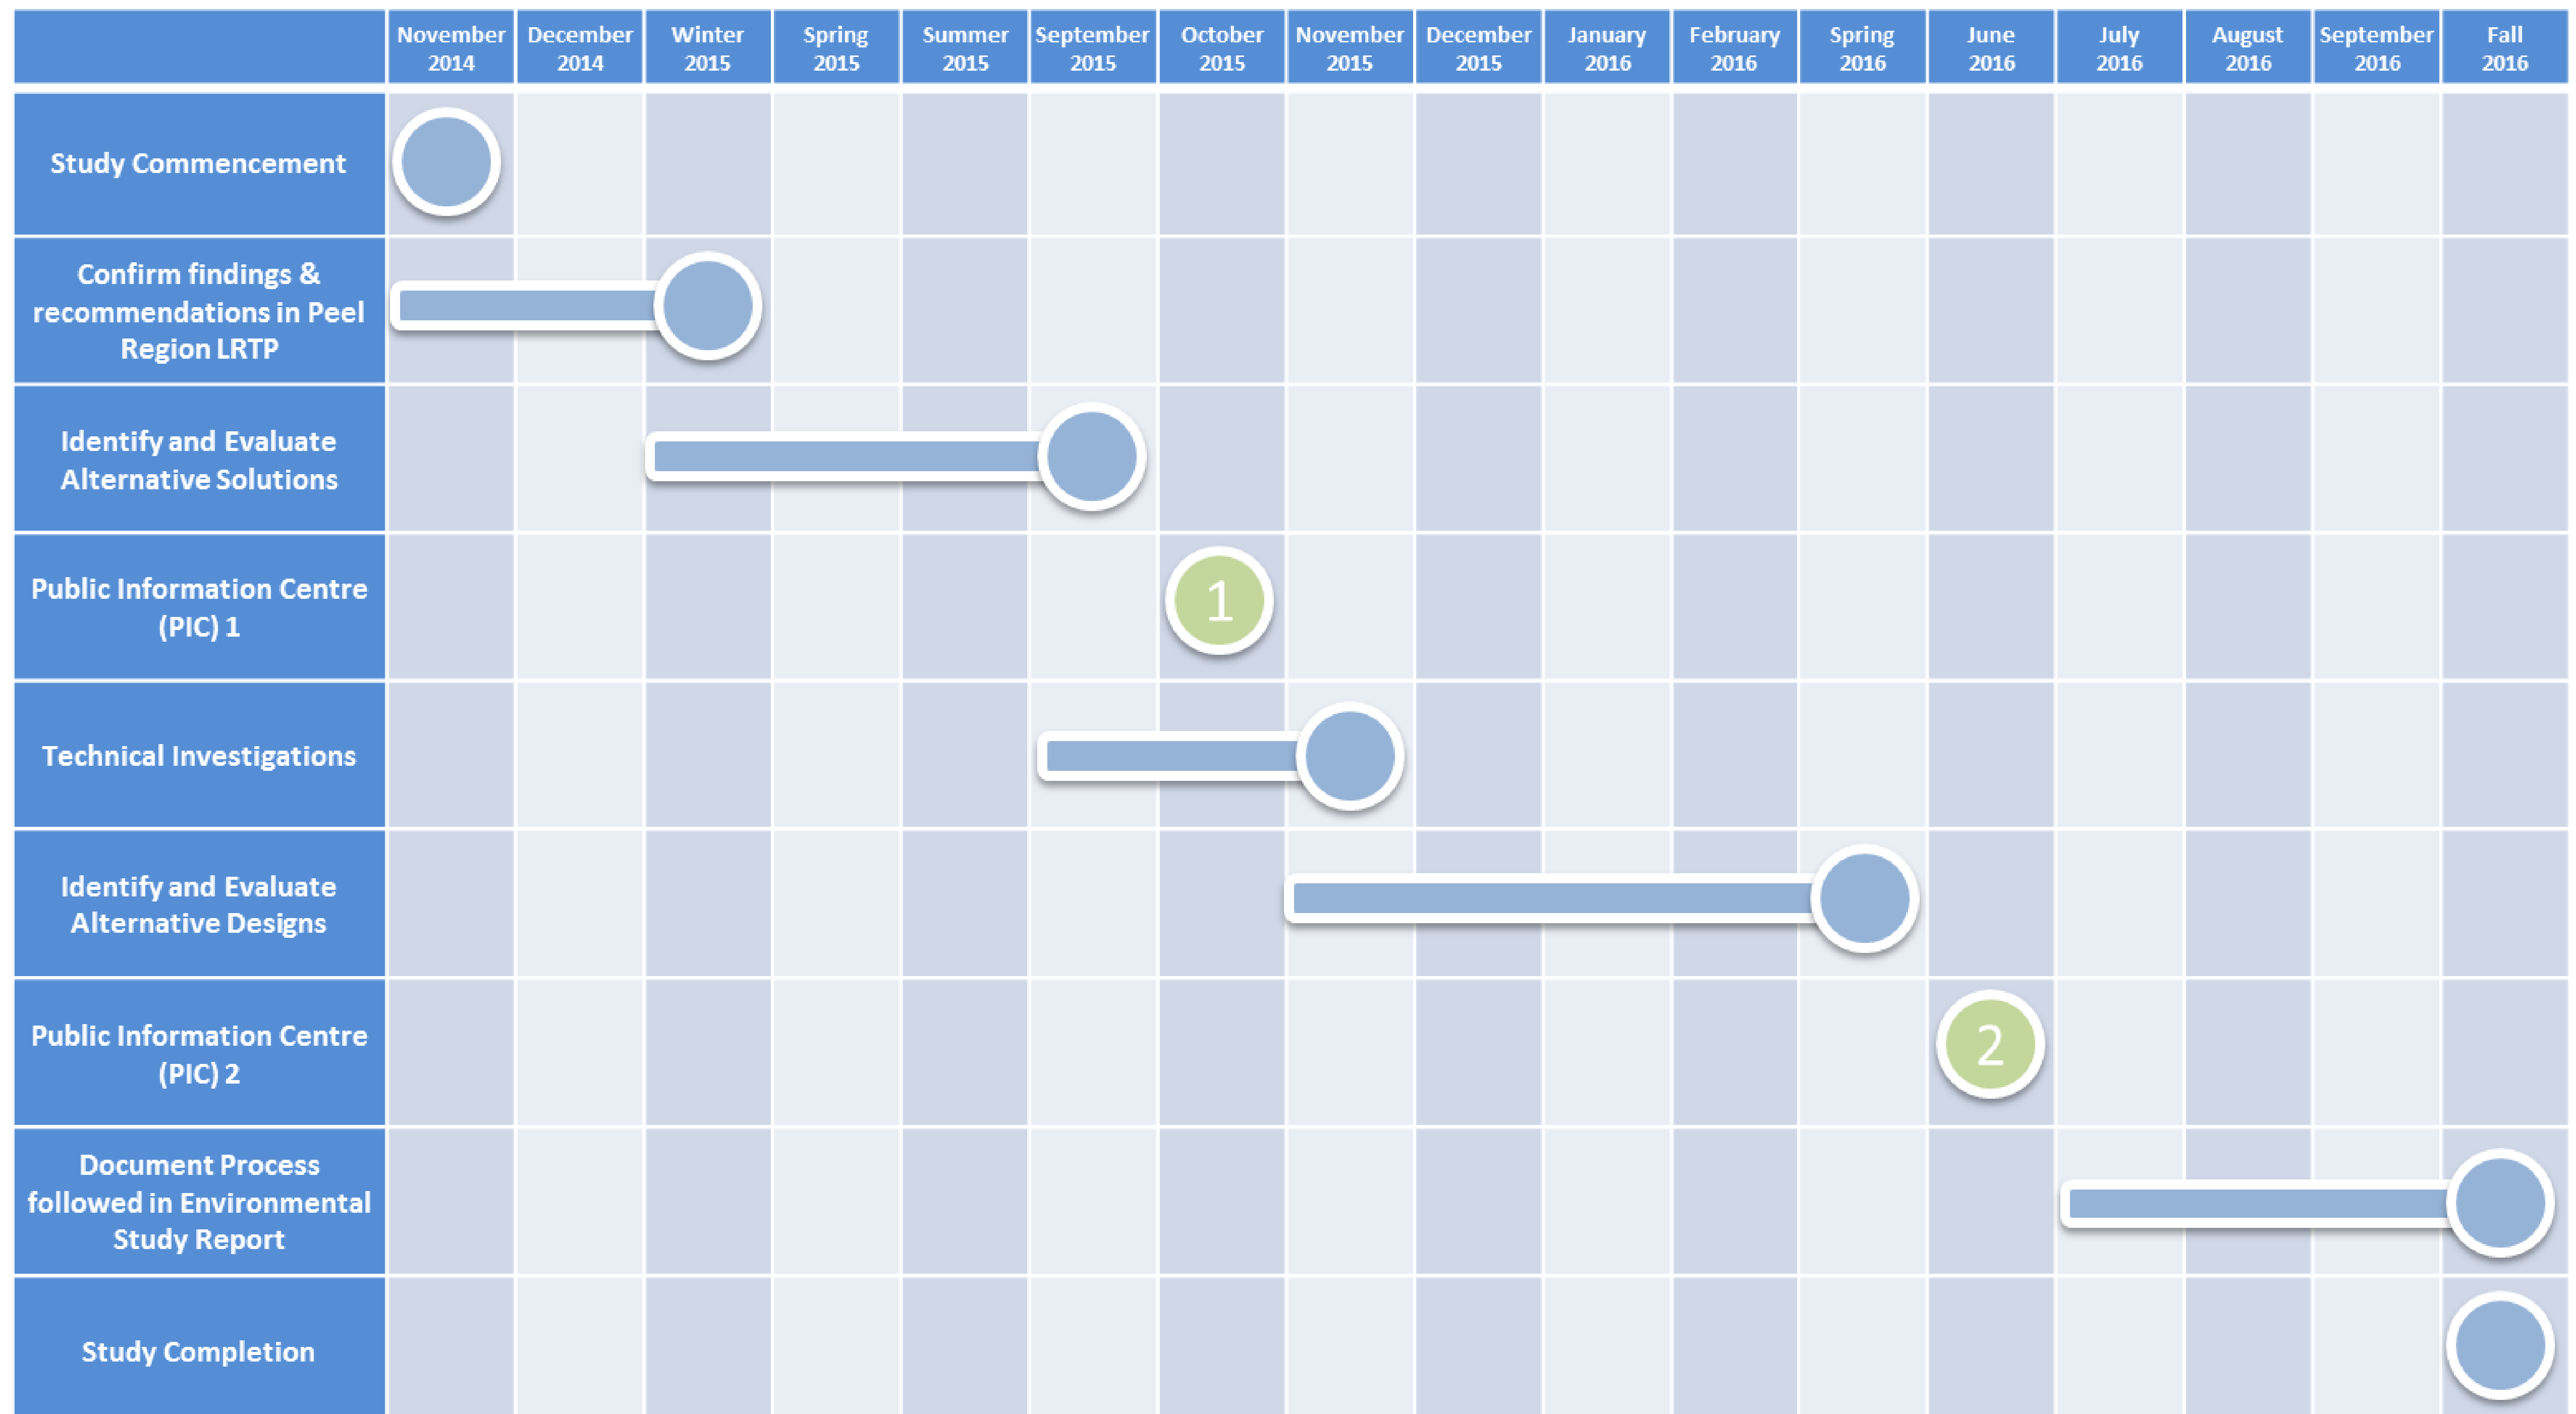 November December Winter Spring Summer September October November December January February Spring June July August September Fall
2014 2014 2015 2015 2015 2015 2015 2015 2015 2016 2016 2016 2016 2016 2016 2016 2016
Study Commencement
Confirm findings &
recommendations in Peel
Region LRTP
Identify and Evaluate
Alternative Solutions
Public Information Centre
(PIC) 1
1
Technical Investigations
Identify and Evaluate
Alternative Designs
Public Information Centre
(PIC) 2
2
Document Process
followed in Environmental
Study Report
Study Completion